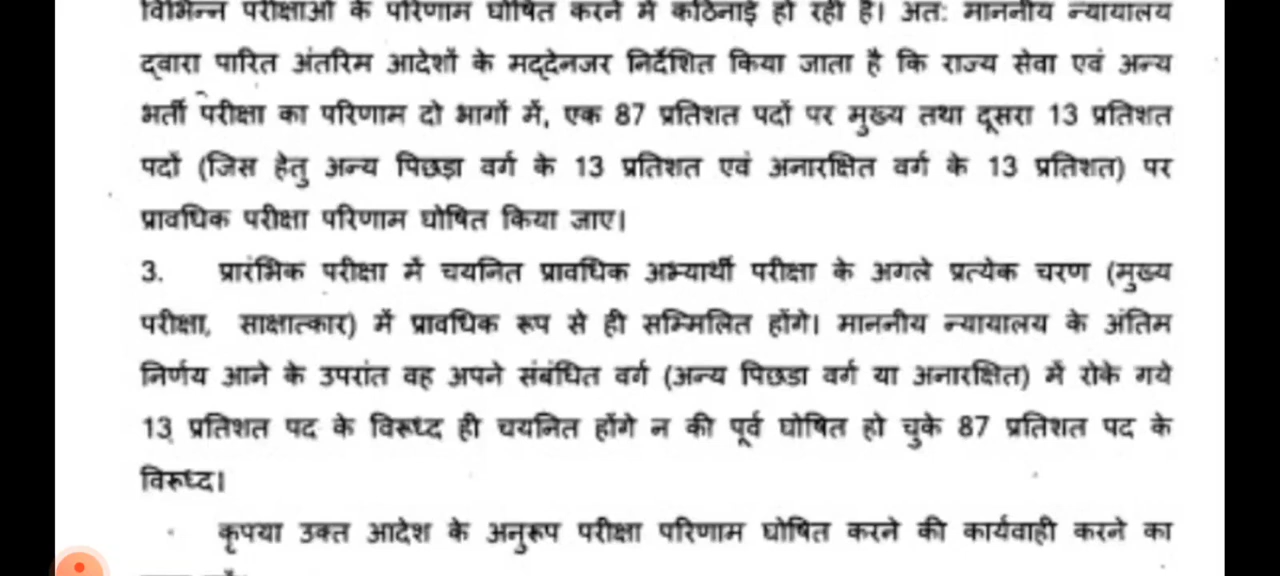 विभिन्न परीक्षाओं के परिणाम घोषित करने में कठिनाई हो रही है। अत: माननीय न्यायालय
द्वारा पारित अंतरिम आदेशों के मद्देनजर निर्देशित किया जाता है कि राज्य सेवा एवं अन्य
भर्ती परीक्षा का परिणाम दो भागों में, एक 87 प्रतिशत पदों पर मुख्य तथा दूसरा 13 प्रतिशत
पदों (जिस हेतु अन्य पिछड़ा वर्ग के 13 प्रतिशत एवं अनारक्षित वर्ग के 13 प्रतिशत) पर
प्रावधिक परीक्षा परिणाम घोषित किया जाए।
3. प्रारंभिक परीक्षा में चयनित प्रावधिक अभ्यार्थी परीक्षा के अगले प्रत्येक चरण (मुख्य
परीक्षा, साक्षात्कार) में प्रावधिक रूप से ही सम्मिलित होंगे। माननीय न्यायालय के अंतिम
निर्णय आने के उपरांत वह अपने संबंधित वर्ग (अन्य पिछडा वर्ग या अनारक्षित) में रोके गये
13 प्रतिशत पद के विरूध्द ही चयनित होंगे न की पूर्व घोषित हो चुके 87 प्रतिशत पद के
विरूध्द।
कृपया उक्त आदेश के अनुरूप परीक्षा परिणाम घोषित करने की कार्यवाही करने का